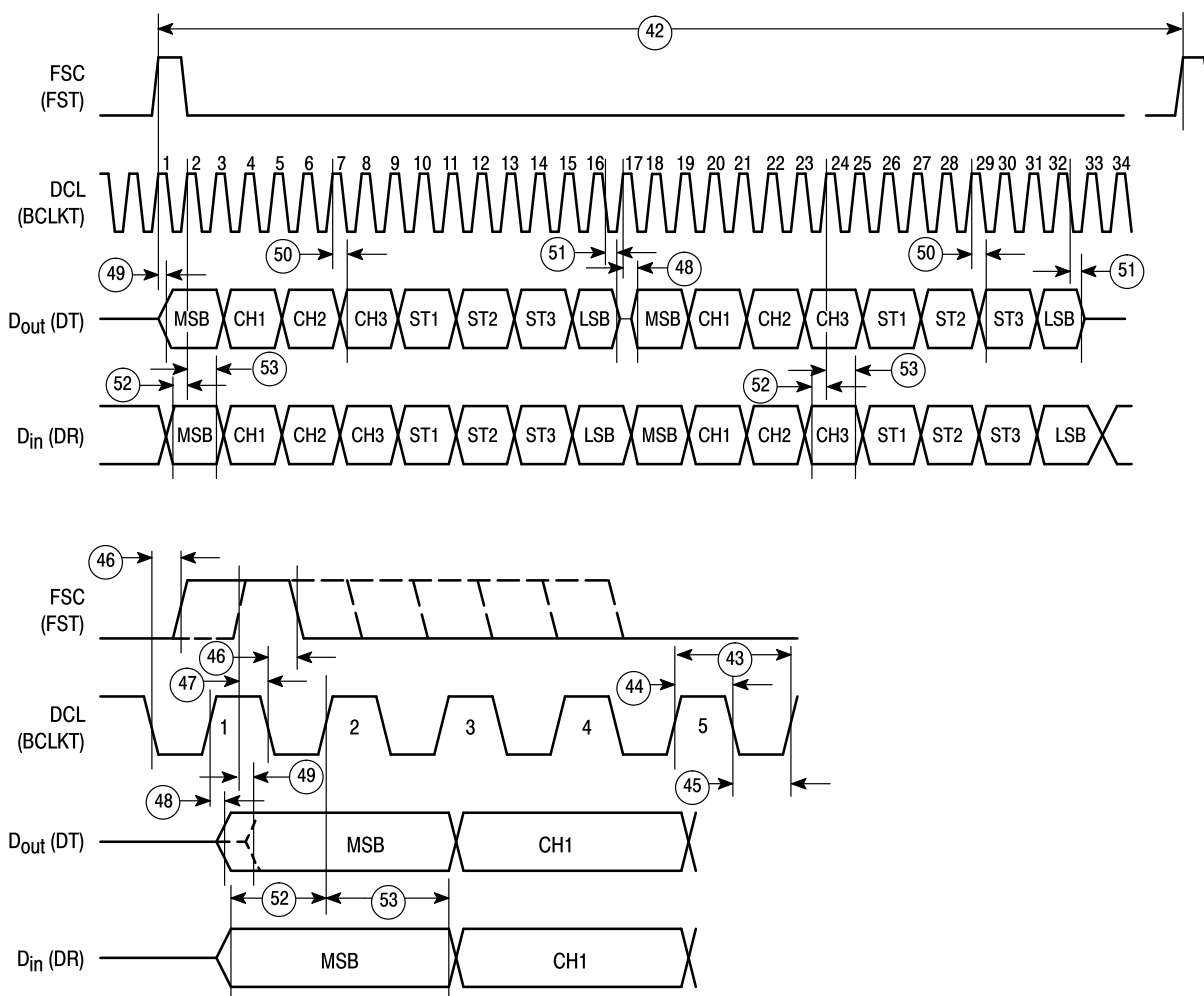 42
FSC
(FST)
1 2 3 4 5 6 7 8 9 10 11 12 13 14 15 16 17 18 19 20 21 22 23 24 25 26 27 28 29 30 31 32 33 34
DCL
(BCLKT)
50 51 50
49 48 51
Dout (DT) MSB CH1 CH2 CH3 ST1 ST2 ST3 LSB MSB CH1 CH2 CH3 ST1 ST2 ST3 LSB
53 53
52 52
Din (DR) MSB CH1 CH2 CH3 ST1 ST2 ST3 LSB MSB CH1 CH2 CH3 ST1 ST2 ST3 LSB
46
FSC
(FST)
46 43
47 44
DCL
(BCLKT)
1 2 3 4 5
49 45
48
Dout (DT) MSB CH1
52 53
Din (DR) MSB CH1